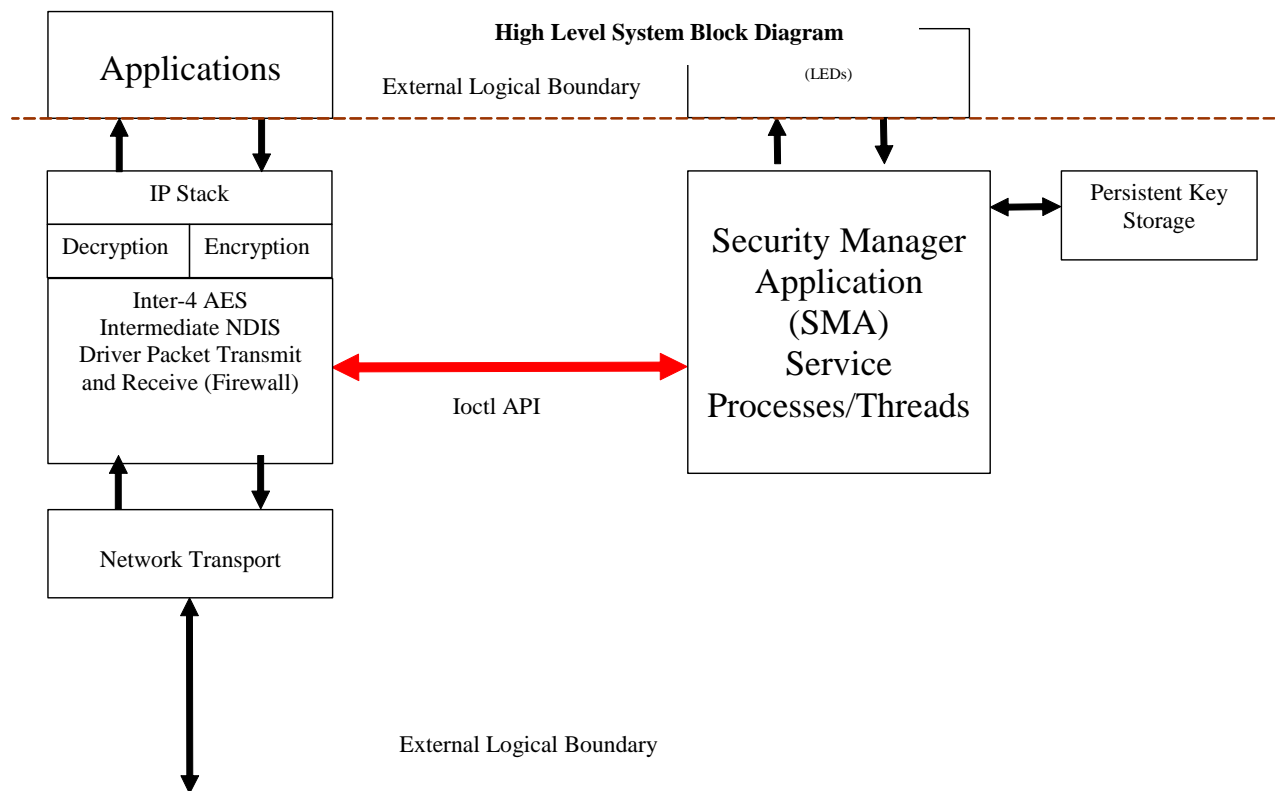 High Level System Block Diagram
Applications
(LEDs)
External Logical Boundary
IP Stack
Decryption
Encryption
Inter-4 AES
Intermediate NDIS
Driver Packet Transmit
and Receive (Firewall)
Ioctl API
Security Manager
Application
(SMA)
Service
Processes/Threads
Persistent Key
Storage
Network Transport
External Logical Boundary